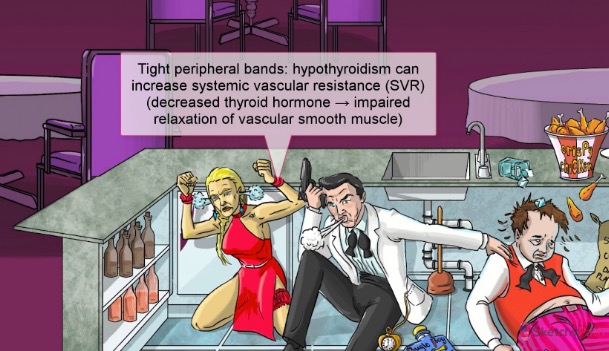 Tight peripheral bands: hypothyroidism can
increase systemic vascular resistance (SVR)
(decreased thyroid hormone → impaired
relaxation of vascular smooth muscle)